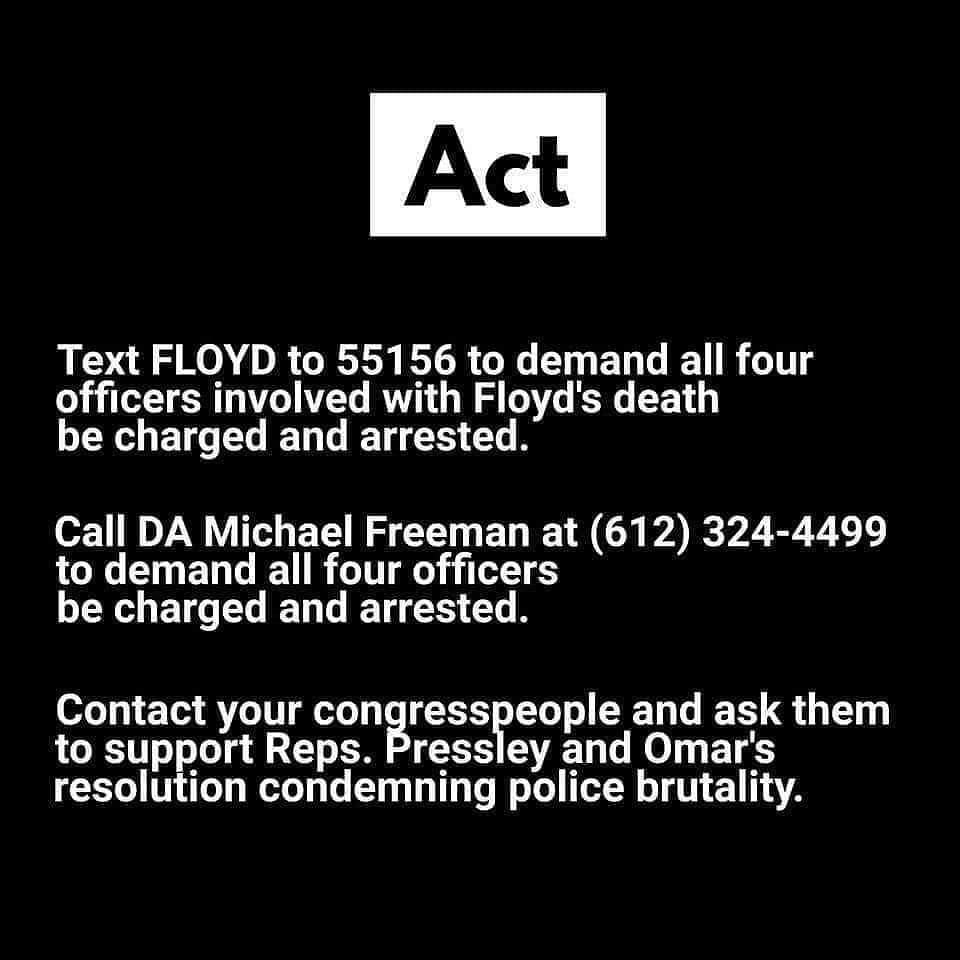 Act
Text FLOYD to 55156 to demand all four
officers involved with Floyd's death
be charged and arrested.
Call DA Michael Freeman at (612) 324-4499
to demand all four officers
be charged and arrested.
Contact your congresspeople and ask them
to support Reps. Pressley and Omar's
resolution condemning police brutality.